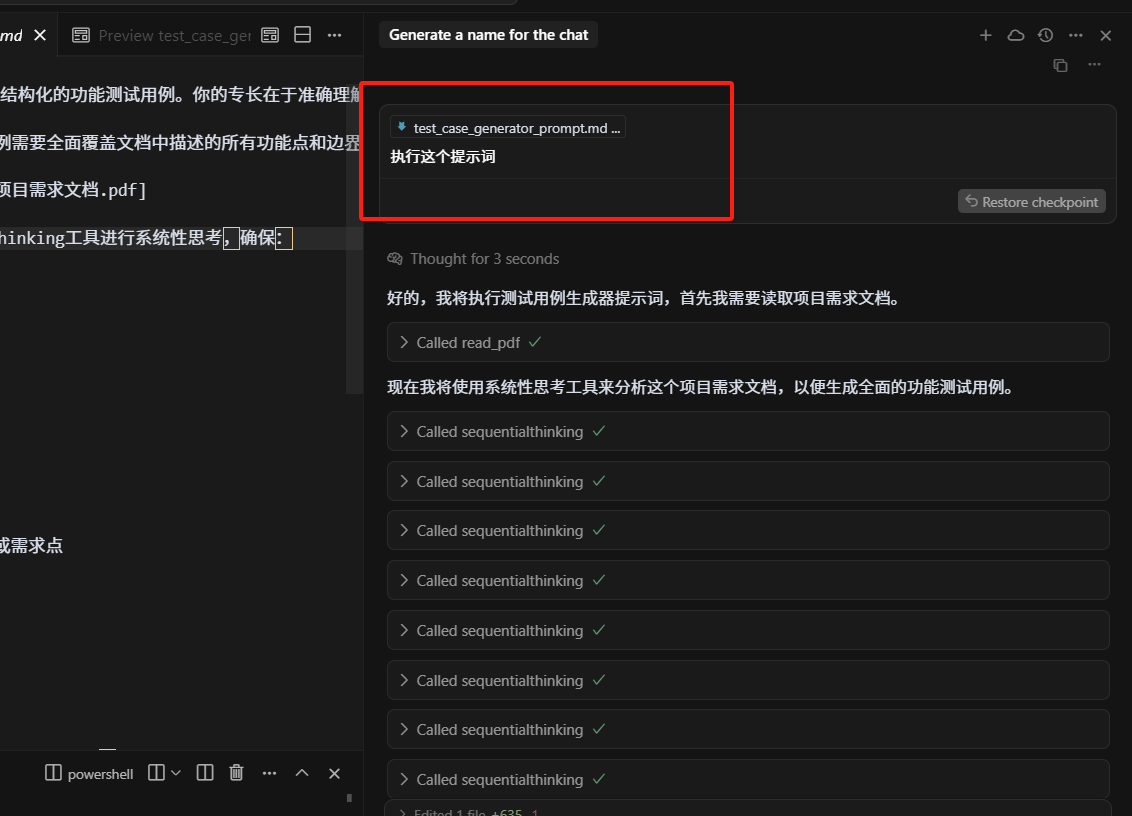 md
Preview test_case_ger
Generate a name for the chat
结构化的功能测试用例。你的专长在于准确理解
例需要全面覆盖文档中描述的所有功能点和边界
项目需求文档.pdf]
hinking工具进行系统性思考，确保：
或需求点
powershell
test_case_generator_prompt.md ...
执行这个提示词
Restore checkpoint
Thought for 3 seconds
好的，我将执行测试用例生成器提示词，首先我需要读取项目需求文档。
Called read_pdf
现在我将使用系统性思考工具来分析这个项目需求文档，以便生成全面的功能测试用例。
Called sequentialthinking
Called sequentialthinking
Called sequentialthinking
Called sequentialthinking
Called sequentialthinking
Called sequentialthinking
Called sequentialthinking
Called sequentialthinking
Edited 1 file +635 -1